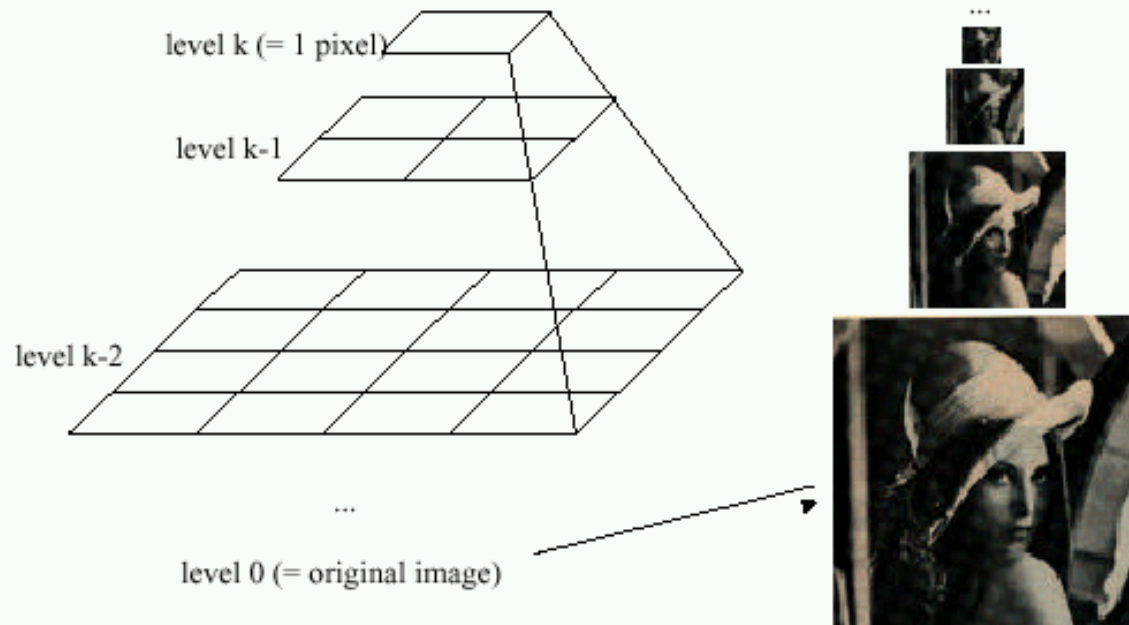 ...
level k (= 1 pixel)
level k-1
level k-2
...
level 0 (= original image)